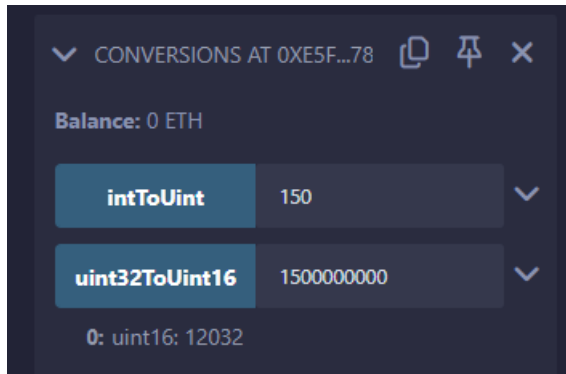 CONVERSIONS AT 0XE5F...78
Balance: 0 ETH
intToUint 150
uint32ToUint16 1500000000
0: uint16: 12032